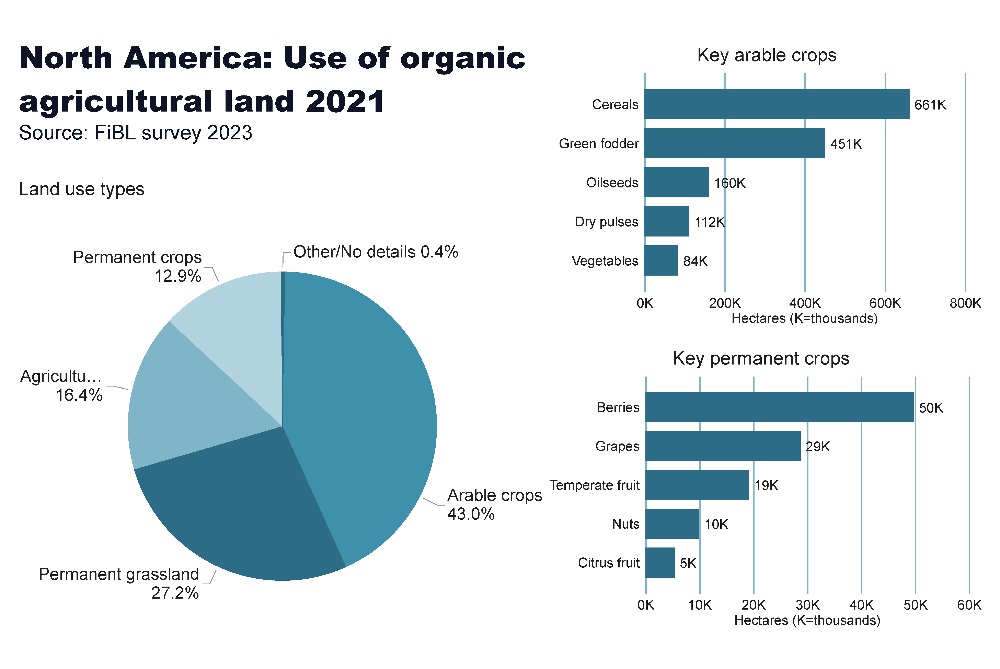 North America: Use of organic
agricultural land 2021
Source: FiBL survey 2023
Land use types
Other/No details 0.4%
Permanent crops
12.9%
Agricultu…
16.4%
Arable crops
43.0%
Permanent grassland
27.2%
Key arable crops
Cereals 661K
Green fodder 451K
Oilseeds 160K
Dry pulses 112K
Vegetables 84K
0K 200K 400K 600K 800K
Hectares (K=thousands)
Key permanent crops
Berries 50K
Grapes 29K
Temperate fruit 19K
Nuts 10K
Citrus fruit 5K
0K 10K 20K 30K 40K 50K 60K
Hectares (K=thousands)